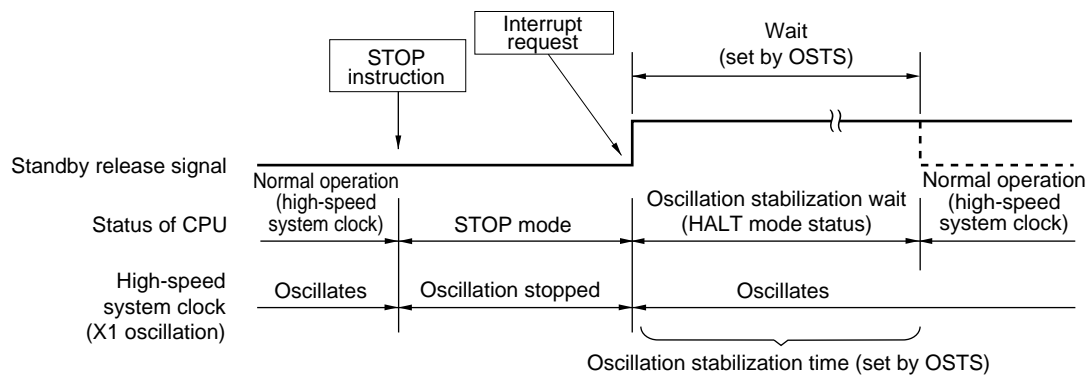 Interrupt
request
Wait
(set by OSTS)
STOP
instruction
Standby release signal
Normal operation
(high-speed
system clock)
Oscillation stabilization wait
(HALT mode status)
Normal operation
(high-speed
system clock)
Status of CPU
STOP mode
High-speed
system clock
(X1 oscillation)
Oscillates
Oscillation stopped
Oscillates
Oscillation stabilization time (set by OSTS)